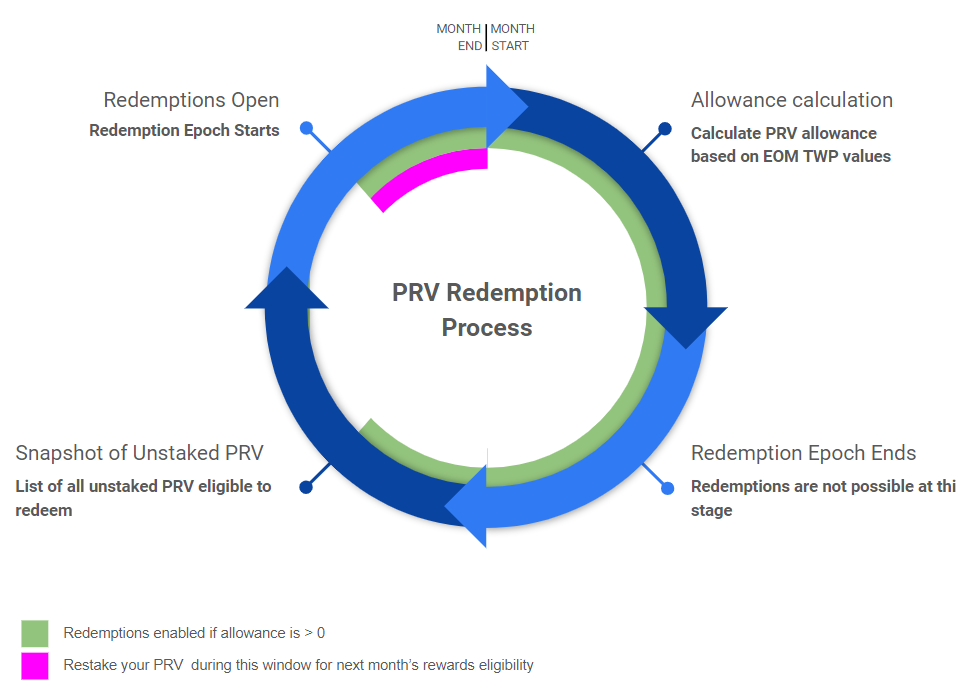 MONTH MONTH
END START
Redemptions Open
Redemption Epoch Starts
Allowance calculation
Calculate PRV allowance
based on EOM TWP values
PRV Redemption
Process
Snapshot of Unstaked PRV
List of all unstaked PRV eligible to
redeem
Redemption Epoch Ends
Redemptions are not possible at thi
stage
Redemptions enabled if allowance is > 0
Restake your PRV during this window for next month's rewards eligibility